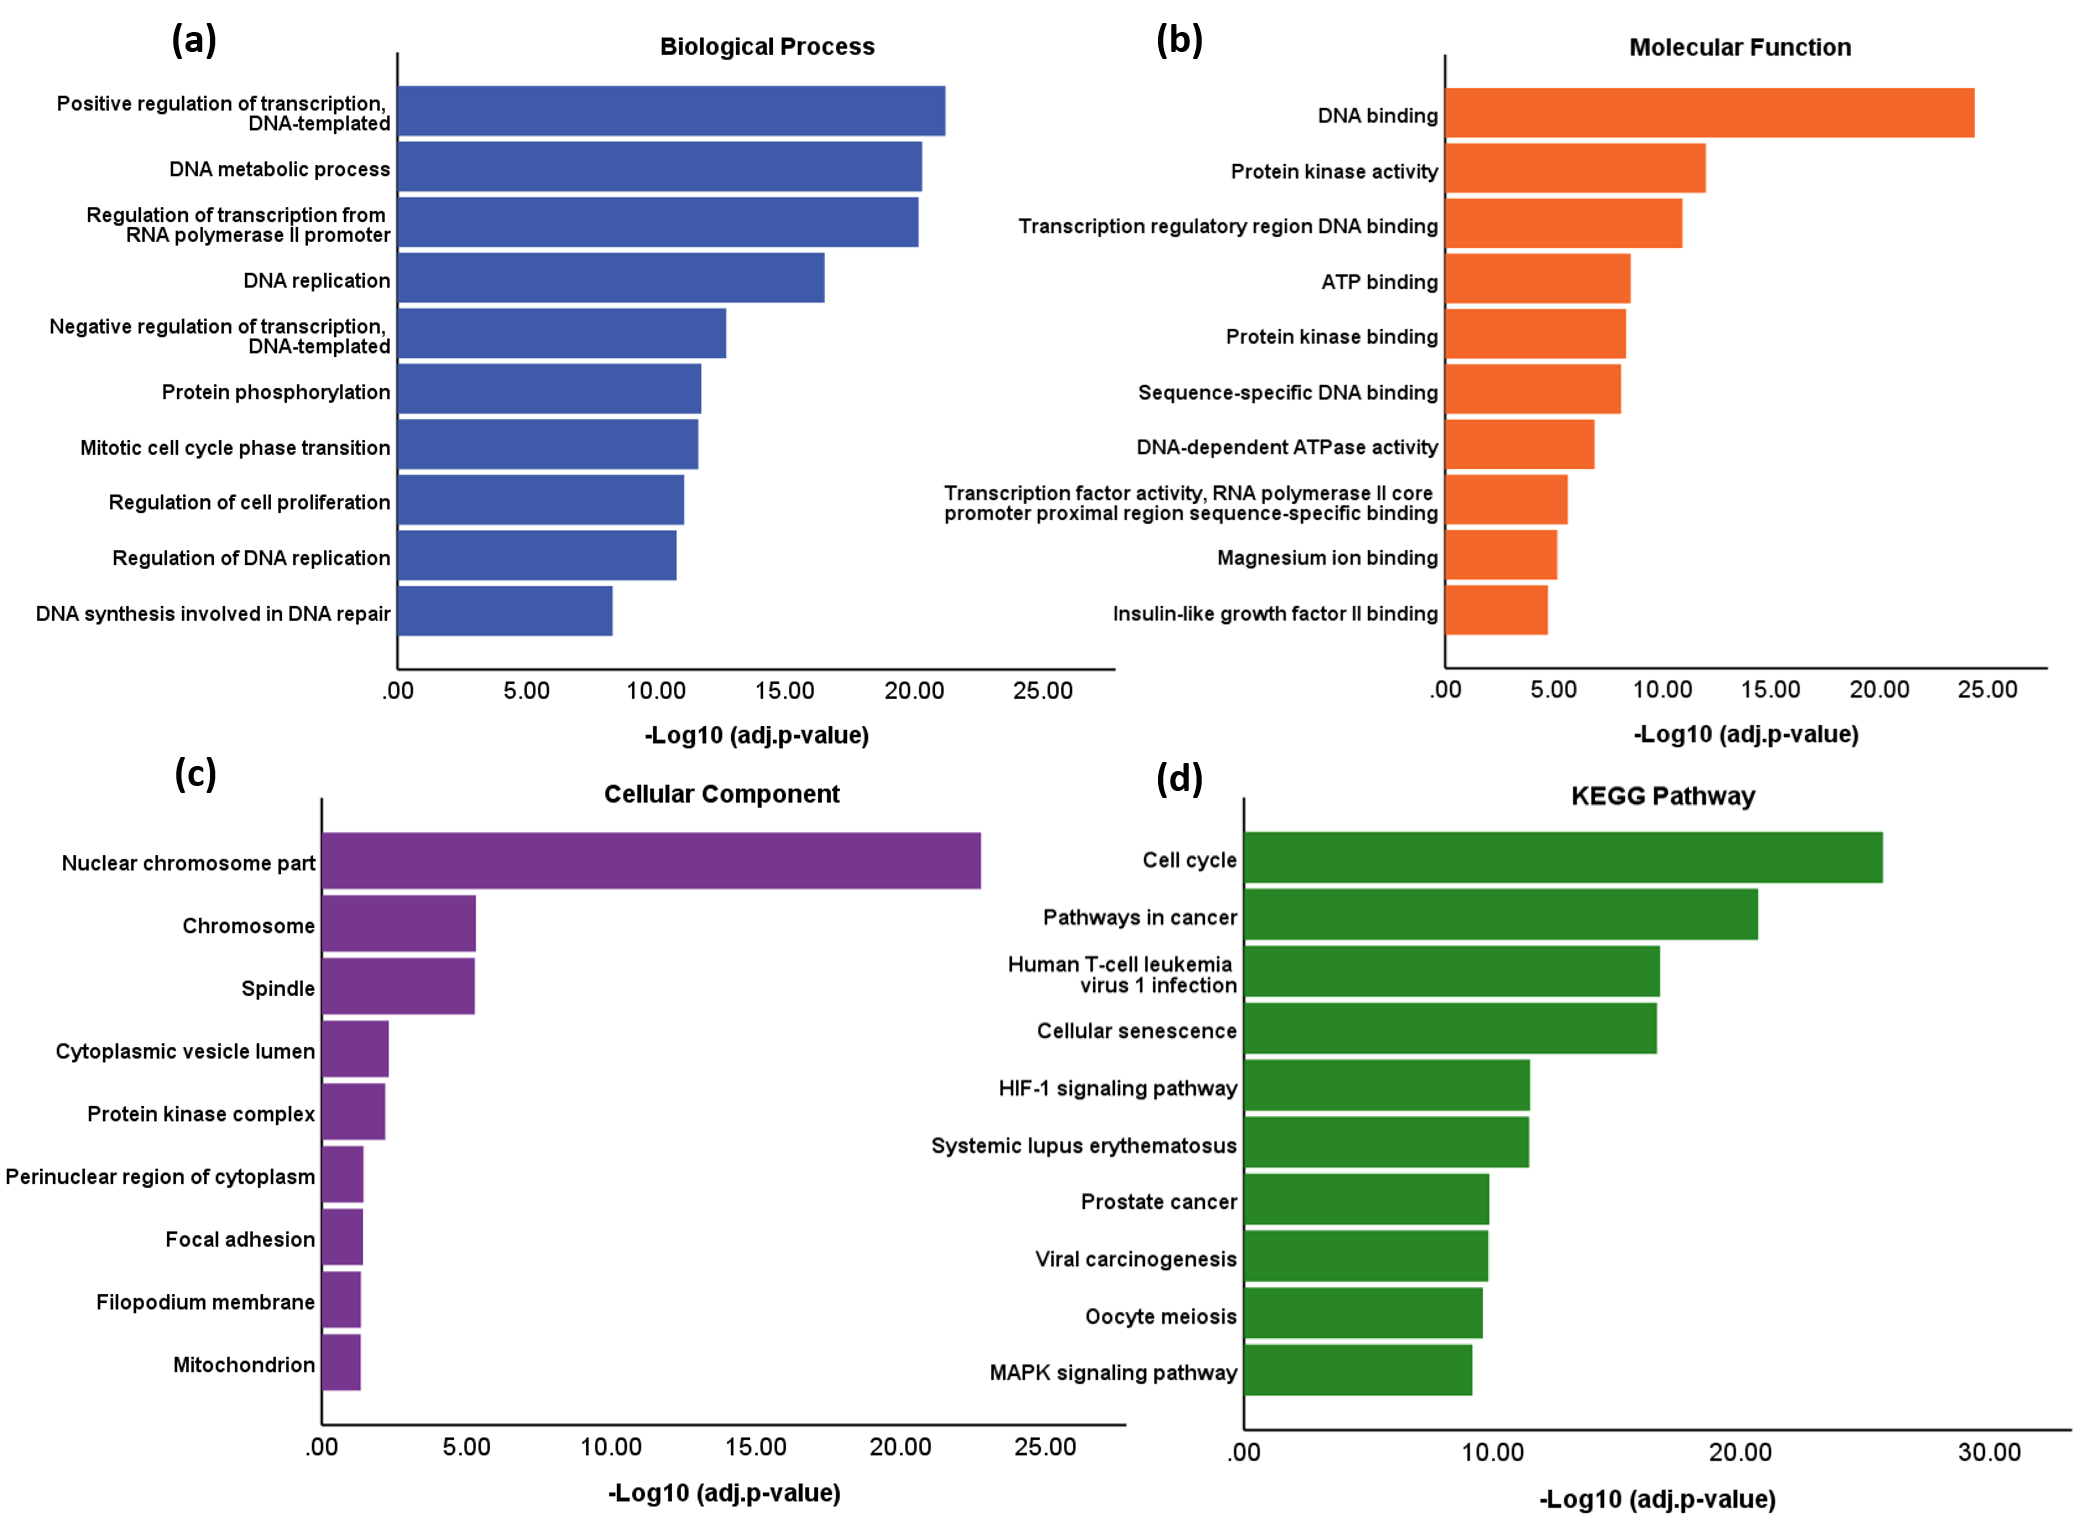 (a)
Biological Process
Positive regulation of transcription,
DNA-templated
DNA metabolic process
Regulation of transcription from
RNA polymerase II promoter
DNA replication
Negative regulation of transcription,
DNA-templated
Protein phosphorylation
Mitotic cell cycle phase transition
Regulation of cell proliferation
Regulation of DNA replication
DNA synthesis involved in DNA repair
.00 5.00 10.00 15.00 20.00 25.00
-Log10 (adj.p-value)
(b)
Molecular Function
DNA binding
Protein kinase activity
Transcription regulatory region DNA binding
ATP binding
Protein kinase binding
Sequence-specific DNA binding
DNA-dependent ATPase activity
Transcription factor activity, RNA polymerase II core
promoter proximal region sequence-specific binding
Magnesium ion binding
Insulin-like growth factor II binding
.00 5.00 10.00 15.00 20.00 25.00
-Log10 (adj.p-value)
(c)
Cellular Component
Nuclear chromosome part
Chromosome
Spindle
Cytoplasmic vesicle lumen
Protein kinase complex
Perinuclear region of cytoplasm
Focal adhesion
Filopodium membrane
Mitochondrion
.00 5.00 10.00 15.00 20.00 25.00
-Log10 (adj.p-value)
(d)
KEGG Pathway
Cell cycle
Pathways in cancer
Human T-cell leukemia
virus 1 infection
Cellular senescence
HIF-1 signaling pathway
Systemic lupus erythematosus
Prostate cancer
Viral carcinogenesis
Oocyte meiosis
MAPK signaling pathway
.00 10.00 20.00 30.00
-Log10 (adj.p-value)